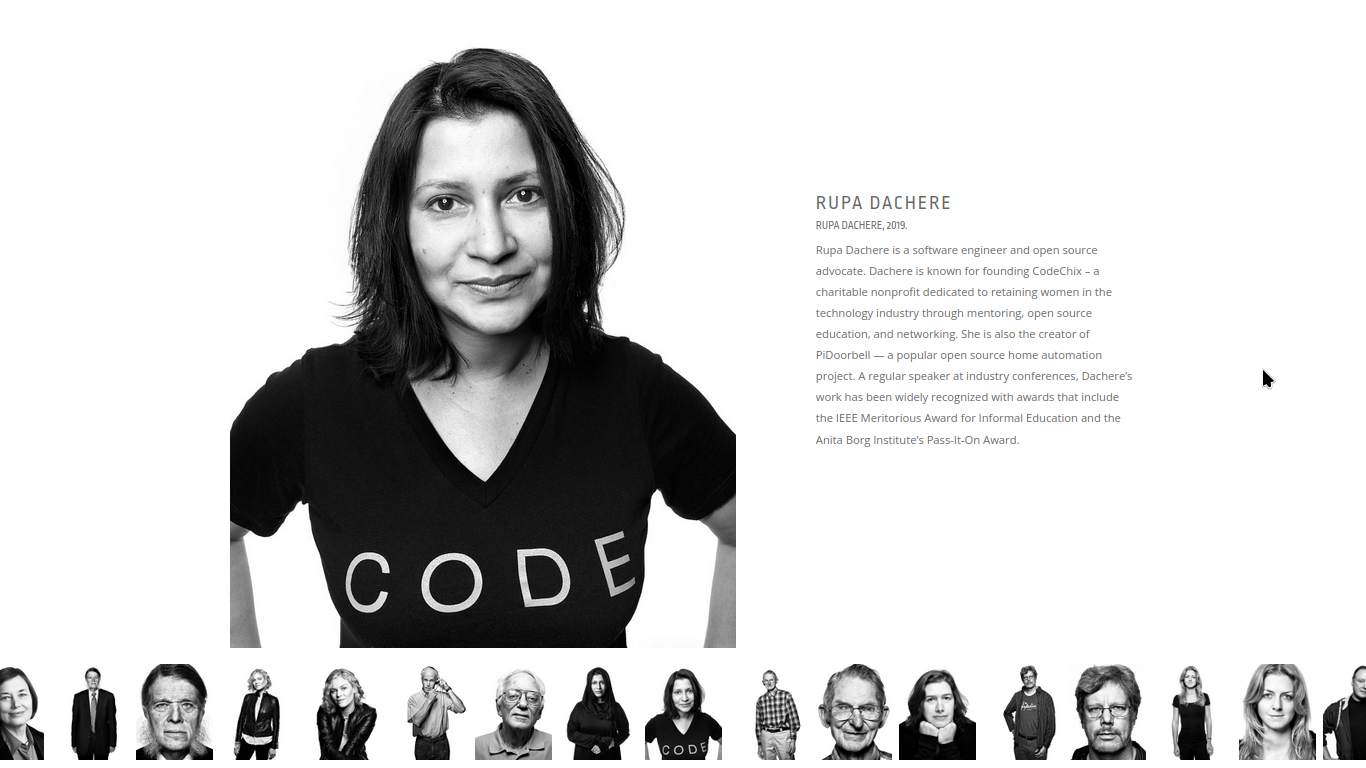 RUPA DACHERE
RUPA DACHERE, 2019.
Rupa Dachere is a software engineer and open source
advocate. Dachere is known for founding CodeChix – a
charitable nonprofit dedicated to retaining women in the
technology industry through mentoring, open source
education, and networking. She is also the creator of
PiDoorbell — a popular open source home automation
project. A regular speaker at industry conferences, Dachere’s
work has been widely recognized with awards that include
the IEEE Meritorious Award for Informal Education and the
Anita Borg Institute’s Pass-It-On Award.
CODE
CODE